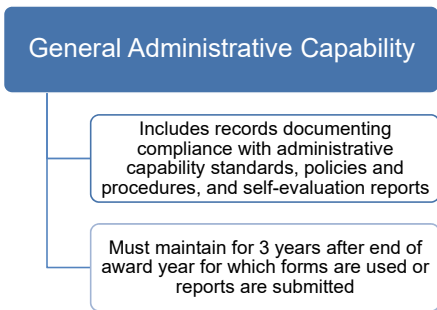 General Administrative Capability
Includes records documenting
compliance with administrative
capability standards, policies and
procedures, and self-evaluation reports
Must maintain for 3 years after end of
award year for which forms are used or
reports are submitted